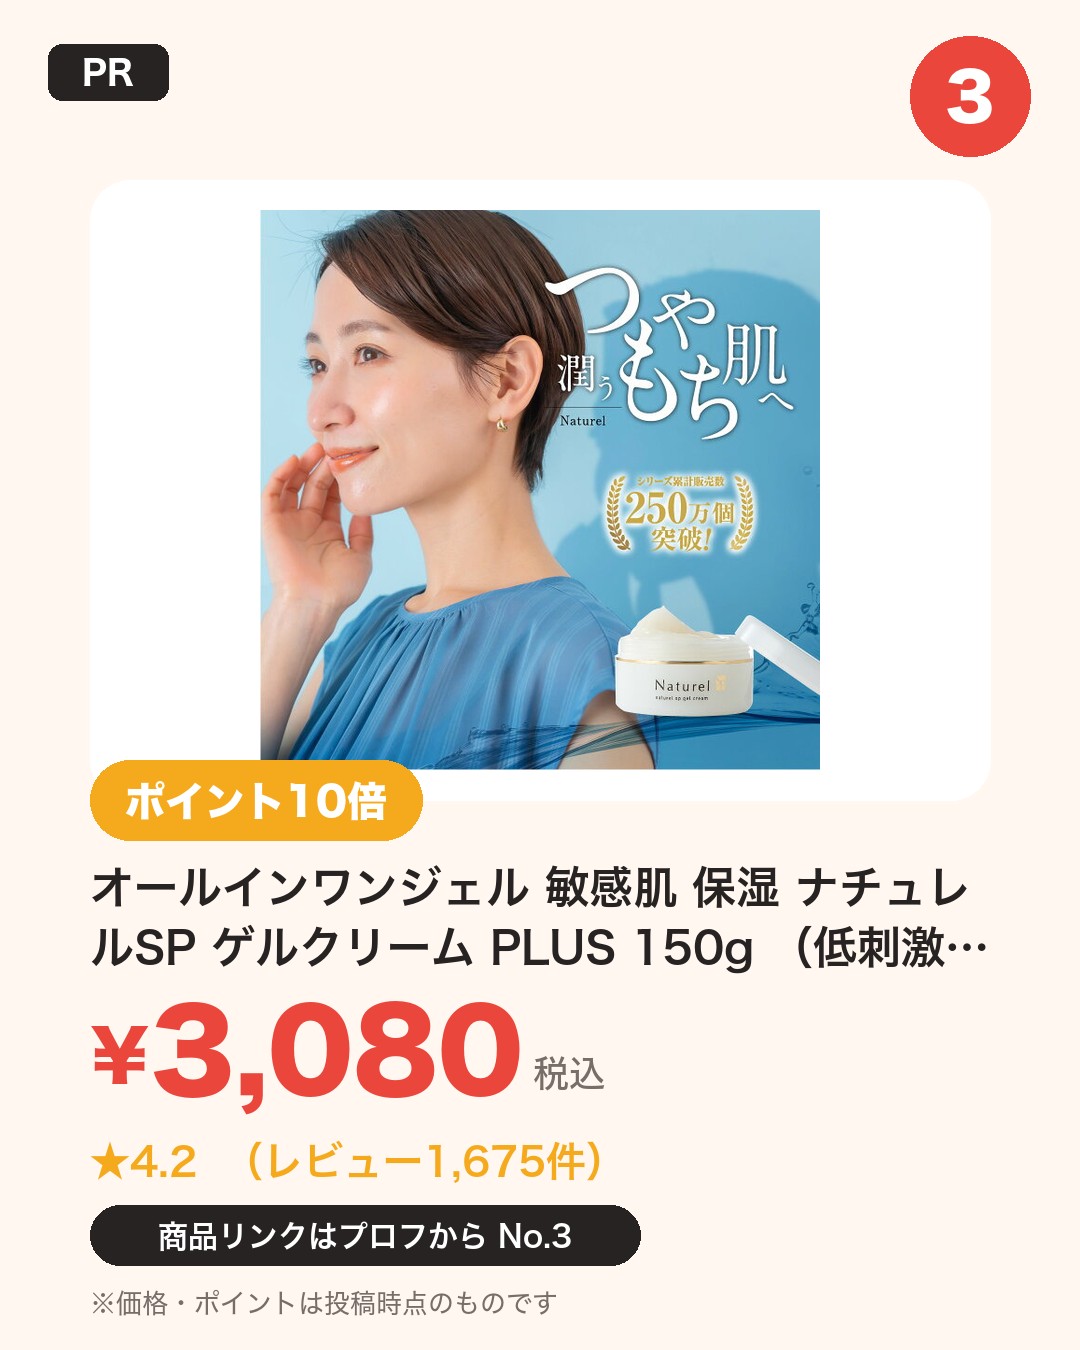 PR
3
つや
潤う もち肌へ
Naturel
シリーズ累計販売数
250万個
突破!
Naturel
naturel sp gel cream
ポイント10倍
オールインワンジェル 敏感肌 保湿 ナチュレ
ルSP ゲルクリーム PLUS 150g （低刺激…
¥3,080 税込
★4.2 （レビュー1,675件）
商品リンクはプロフから No.3
※価格・ポイントは投稿時点のものです